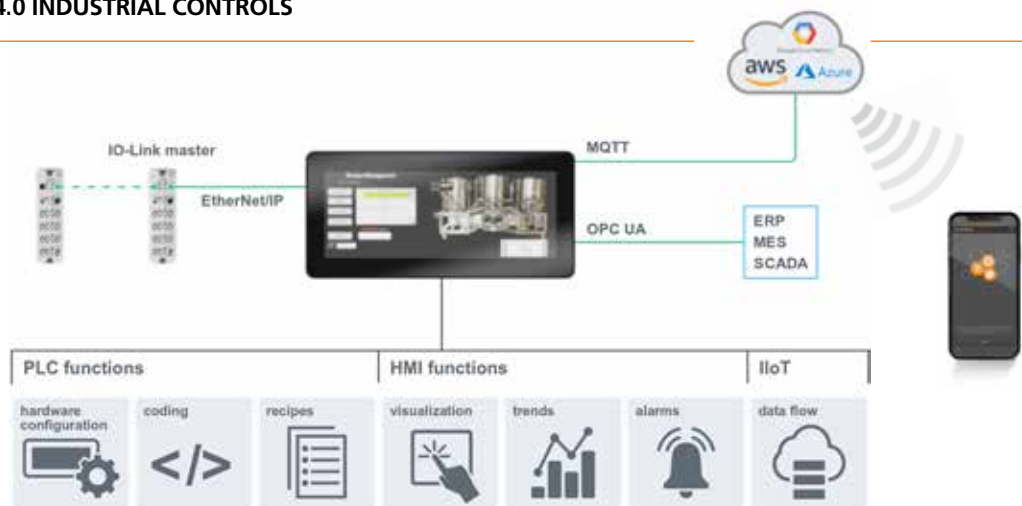 4.0 INDUSTRIAL CONTROLS
aws
Azure
IO-Link master
MQTT
EtherNet/IP
OPC UA
ERP
MES
SCADA
PLC functions
HMI functions
IIoT
hardware
configuration
coding
recipes
visualization
trends
alarms
data flow
</>